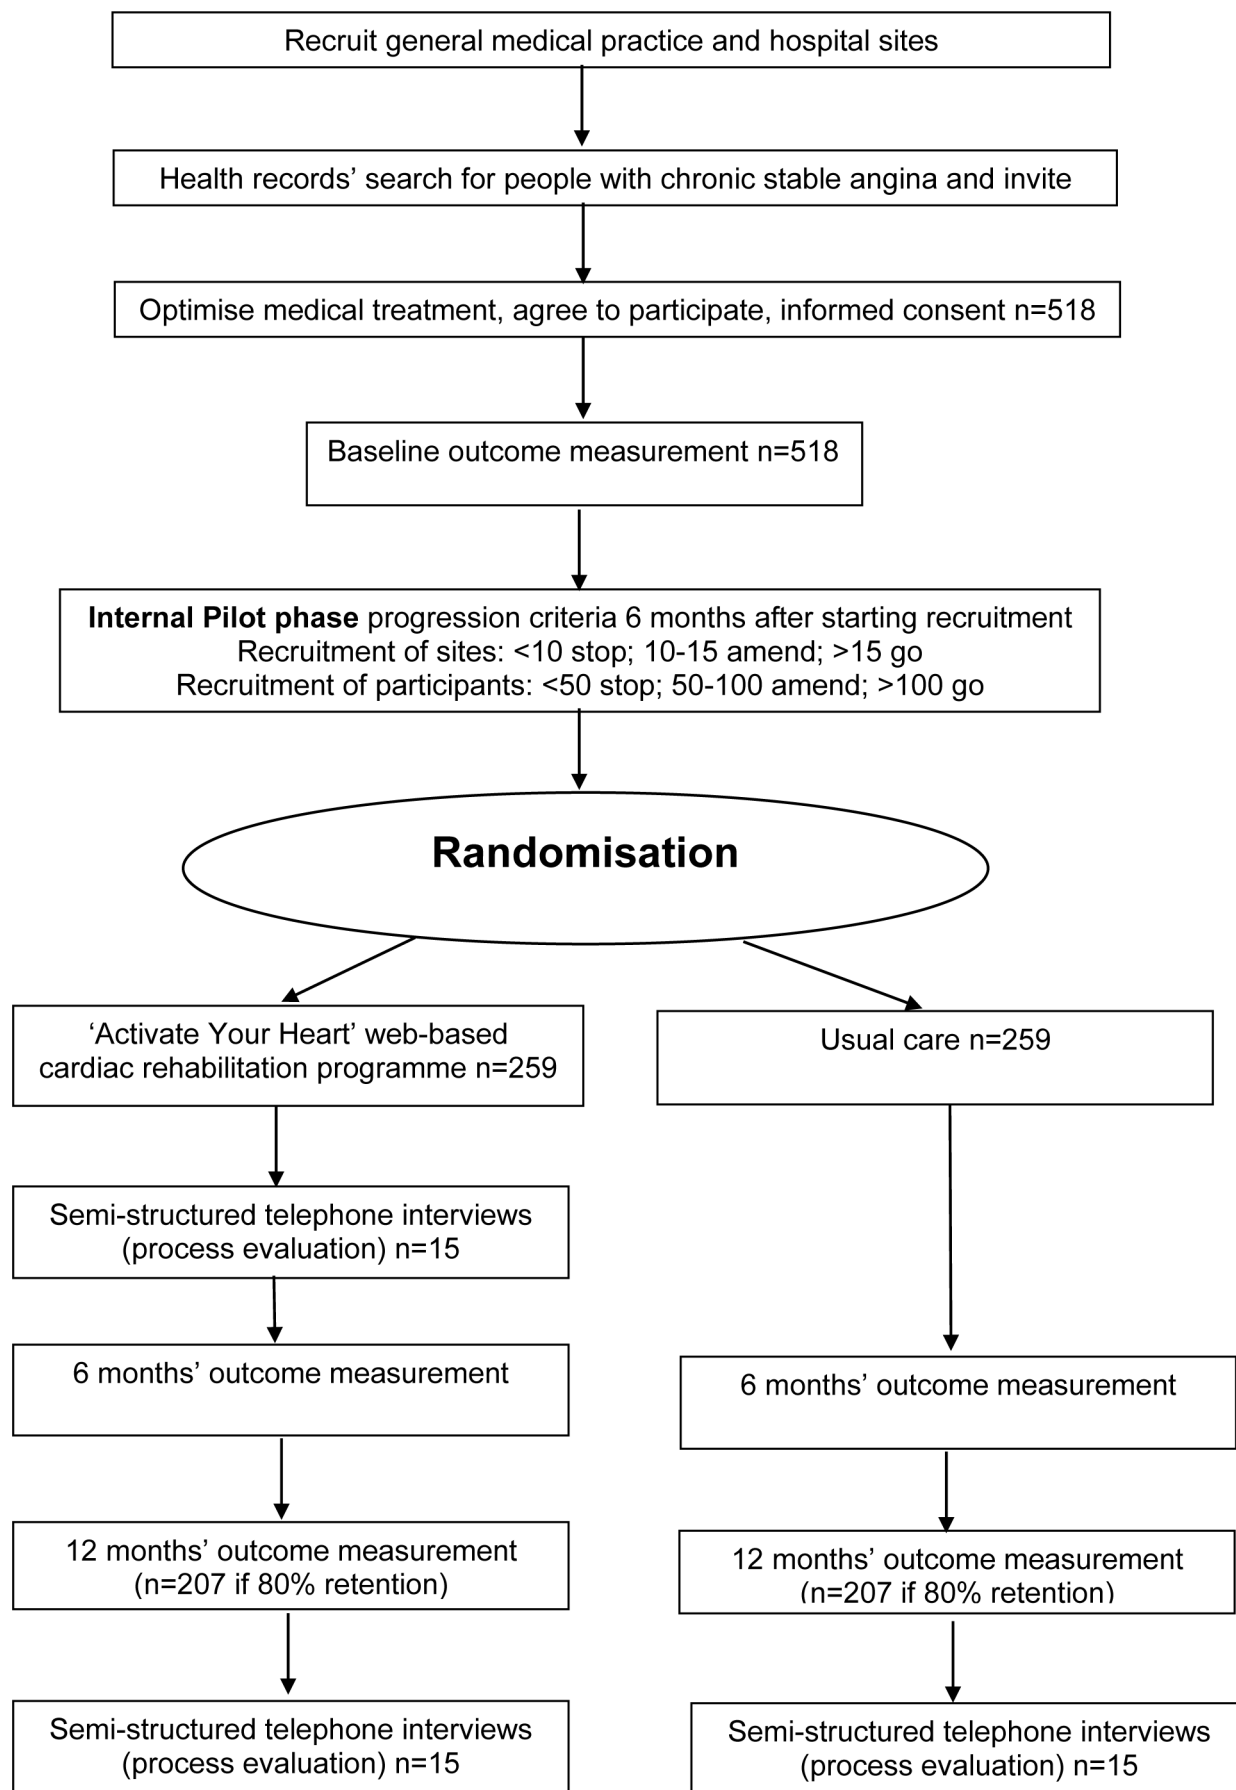 Recruit general medical practice and hospital sites
Health records’ search for people with chronic stable angina and invite
Optimise medical treatment, agree to participate, informed consent n=518
Baseline outcome measurement n=518
Internal Pilot phase progression criteria 6 months after starting recruitment
Recruitment of sites: <10 stop; 10-15 amend; >15 go
Recruitment of participants: <50 stop; 50-100 amend; >100 go
Randomisation
‘Activate Your Heart’ web-based
cardiac rehabilitation programme n=259
Usual care n=259
Semi-structured telephone interviews
(process evaluation) n=15
6 months’ outcome measurement
6 months’ outcome measurement
12 months’ outcome measurement
(n=207 if 80% retention)
12 months’ outcome measurement
(n=207 if 80% retention)
Semi-structured telephone interviews
(process evaluation) n=15
Semi-structured telephone interviews
(process evaluation) n=15